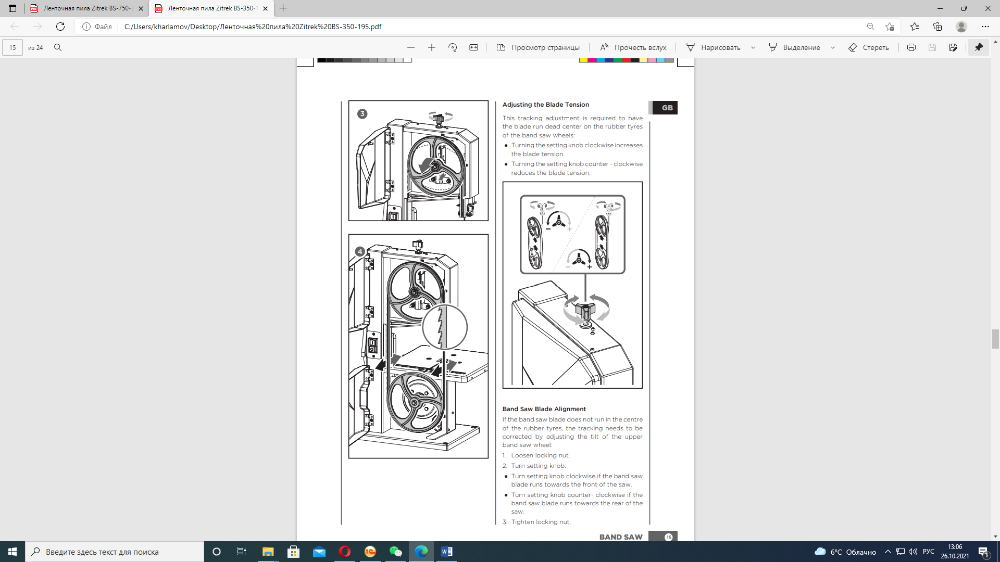 Ленточная пила Zitrek BS-750-2
Ленточная пила Zitrek BS-350-1
Файл
C:/Users/kharlamov/Desktop/Ленточная%20пила%20Zitrek%20BS-350-195.pdf
15 из 24
Просмотр страницы
Прочесть вслух
Нарисовать
Выделение
Стереть
3
4
Adjusting the Blade Tension
This tracking adjustment is required to have
the blade run dead center on the rubber tyres
of the band saw wheels:
• Turning the setting knob clockwise increases
the blade tension.
• Turning the setting knob counter - clockwise
reduces the blade tension.
− +
− +
Band Saw Blade Alignment
If the band saw blade does not run in the centre
of the rubber tyres, the tracking needs to be
corrected by adjusting the tilt of the upper
band saw wheel:
1. Loosen locking nut.
2. Turn setting knob:
• Turn setting knob clockwise if the band saw
blade runs towards the front of the saw.
• Turn setting knob counter- clockwise if the
band saw blade runs towards the rear of the
saw.
3. Tighten locking nut.
GB
BAND SAW 15
Введите здесь текст для поиска
6°C Облачно
РУС
13:06
26.10.2021
1